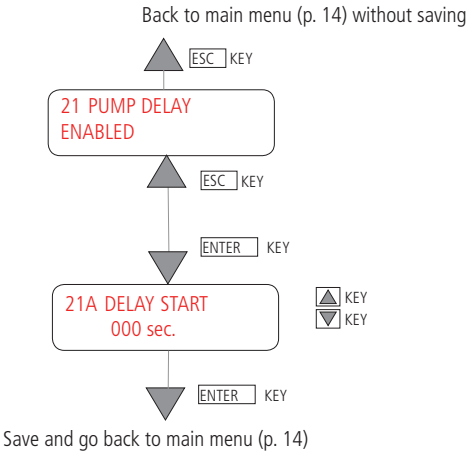 Back to main menu (p. 14) without saving
ESC KEY
21 PUMP DELAY
ENABLED
ESC KEY
ENTER KEY
21A DELAY START
000 sec.
KEY
KEY
ENTER KEY
Save and go back to main menu (p. 14)